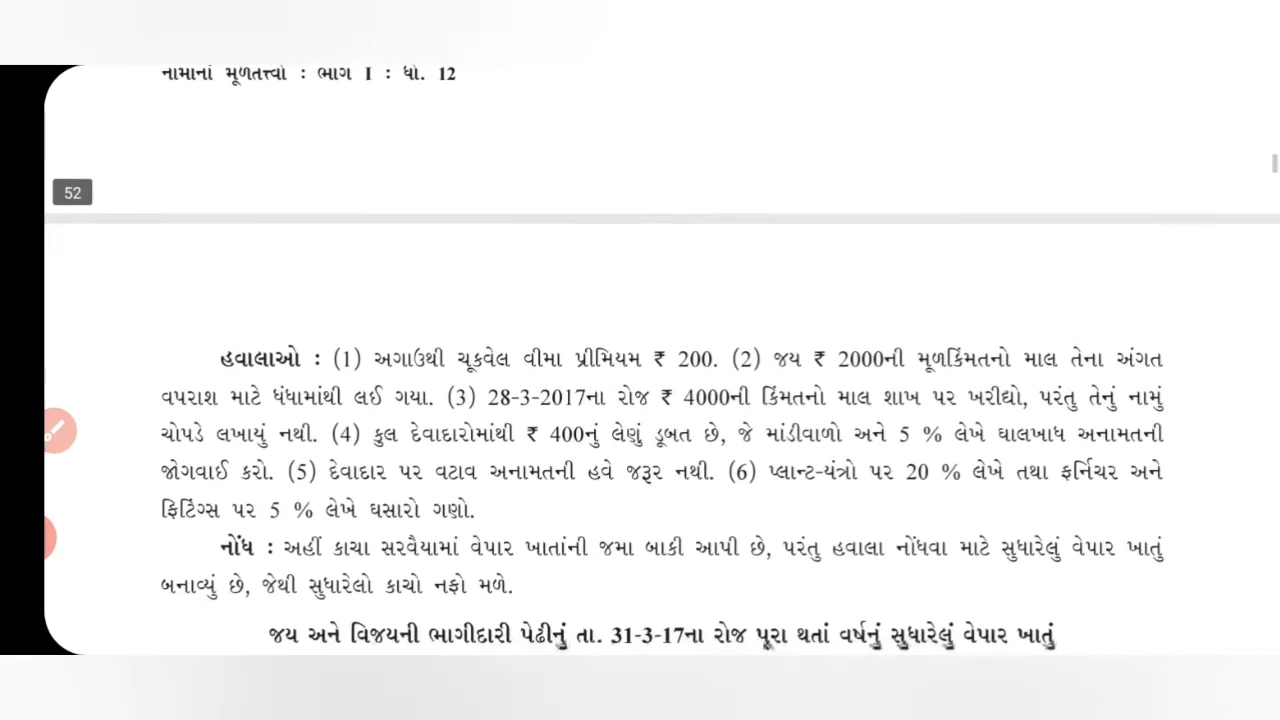 નામાનાં મૂળતત્ત્વો : ભાગ I : ધો. 12
52
હવાલાઓ : (1) અગાઉથી ચૂકવેલ વીમા પ્રીમિયમ ₹ 200. (2) જય ₹ 2000ની મૂળકિંમતનો માલ તેના અંગત
વપરાશ માટે ધંધામાંથી લઈ ગયા. (3) 28-3-2017ના રોજ ₹ 4000ની કિંમતનો માલ શાખ પર ખરીદ્યો, પરંતુ તેનું નામું
ચોપડે લખાયું નથી. (4) કુલ દેવાદારોમાંથી ₹ 400નું લેણું ડૂબત છે, જે માંડીવાળો અને 5 % લેખે ઘાલખાધ અનામતની
જોગવાઈ કરો. (5) દેવાદાર પર વટાવ અનામતની હવે જરૂર નથી. (6) પ્લાન્ટ-યંત્રો પર 20 % લેખે તથા ફર્નિચર અને
ફિટિંગ્સ પર 5 % લેખે ઘસારો ગણો.
નોંધ : અહીં કાચા સરવૈયામાં વેપાર ખાતાંની જમા બાકી આપી છે, પરંતુ હવાલા નોંધવા માટે સુધારેલું વેપાર ખાતું
બનાવ્યું છે, જેથી સુધારેલો કાચો નફો મળે.
જય અને વિજયની ભાગીદારી પેઢીનું તા. 31-3-17ના રોજ પૂરા થતાં વર્ષનું સુધારેલું વેપાર ખાતું